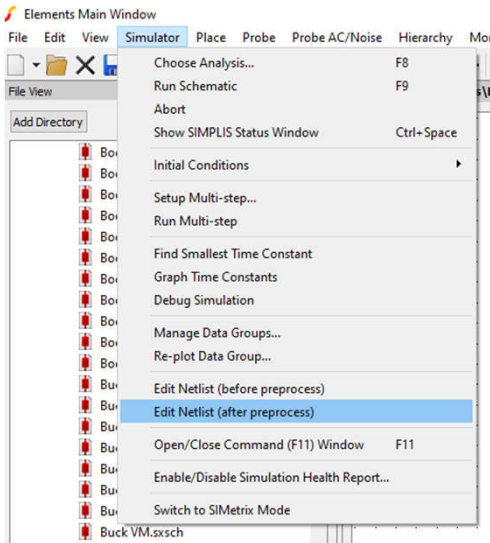 Elements Main Window
File Edit View Simulator Place Probe Probe AC/Noise Hierarchy
File View
Add Directory
Choose Analysis... F8
Run Schematic F9
Abort
Show SIMPLIS Status Window Ctrl+Space
Initial Conditions
Setup Multi-step...
Run Multi-step
Find Smallest Time Constant
Graph Time Constants
Debug Simulation
Manage Data Groups...
Re-plot Data Group...
Edit Netlist (before preprocess)
Edit Netlist (after preprocess)
Open/Close Command (F11) Window F11
Enable/Disable Simulation Health Report...
Switch to SIMetrix Mode
Buck VM.sxsch